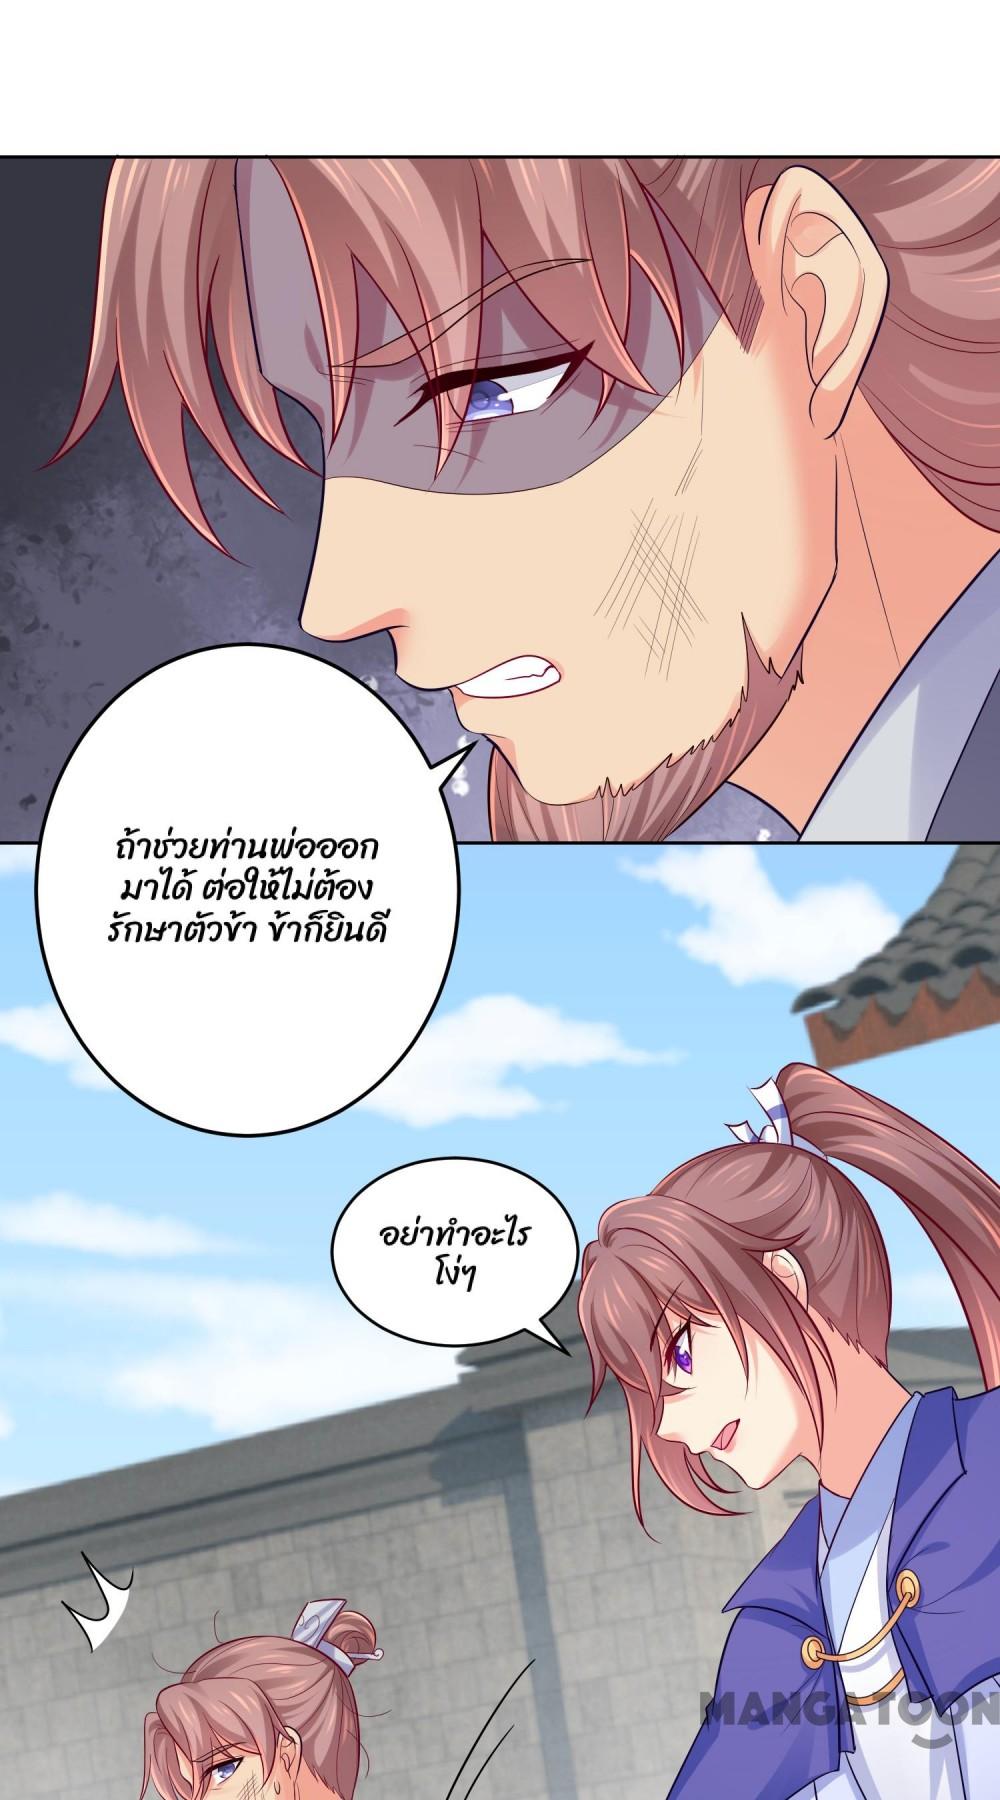 ถ้าช่วยท่านพ่อออก
มาได้ ต่อให้ไม่ต้อง
รักษาตัวข้า ข้าก็ยินดี
อย่าทำอะไร
โง่ๆ
MANGATOON